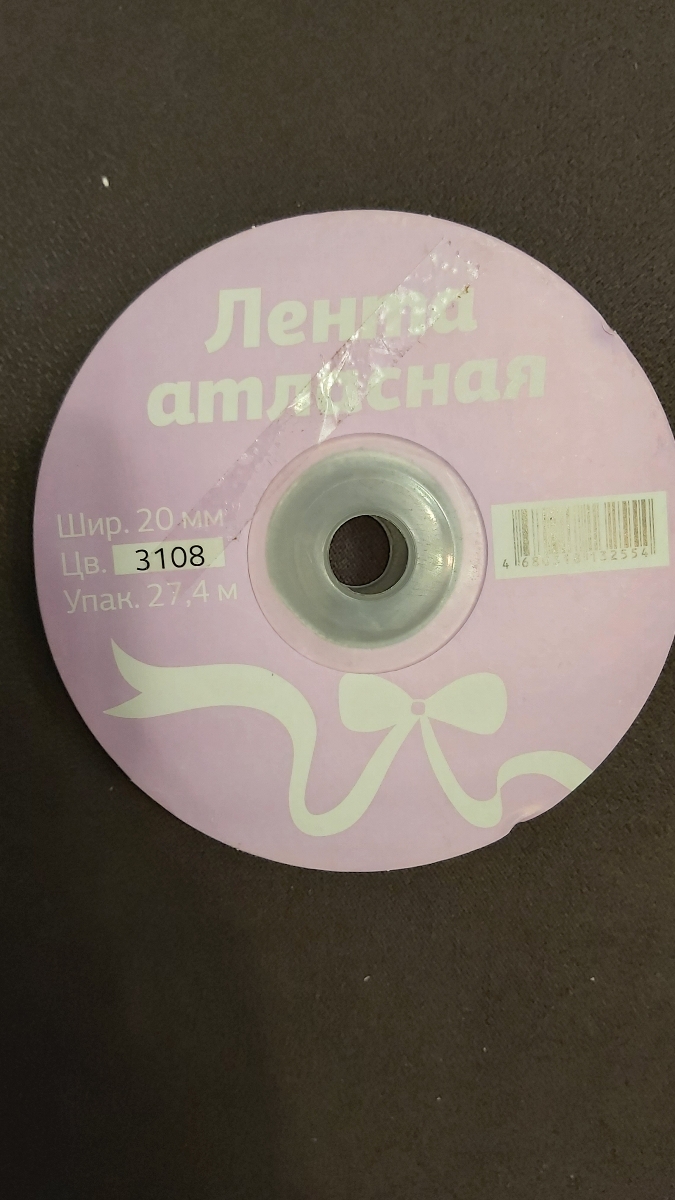 Лента
атласная
Шир. 20 мм
Цв. 3108
Упак. 27,4 м